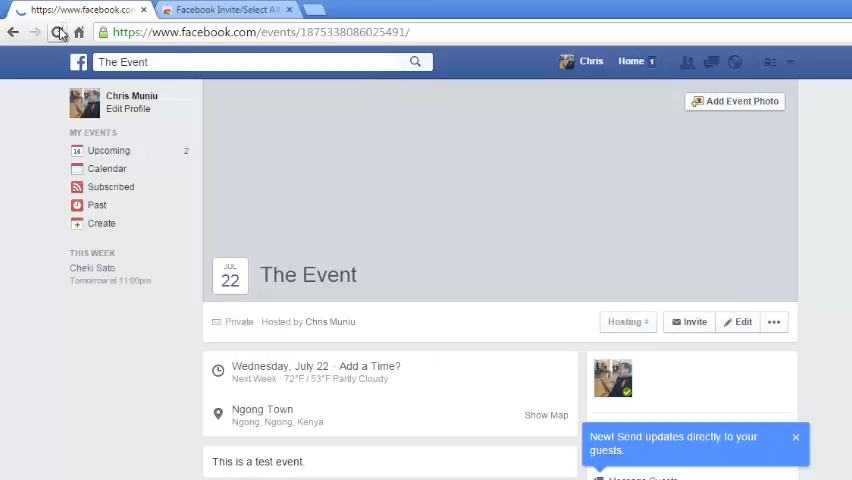 https://www.facebook.co
Facebook Invite/Select Al
https://www.facebook.com/events/1875338086025491/
The Event
Chris
Home 1
Chris Muniu
Edit Profile
MY EVENTS
16 Upcoming 2
Calendar
Subscribed
Past
Create
THIS WEEK
Cheki Sato
Tomorrow at 11:00pm
Add Event Photo
JUL
22
The Event
Private · Hosted by Chris Muniu
Hosting
Invite
Edit
Wednesday, July 22 · Add a Time?
Next Week · 72°F / 53°F Partly Cloudy
Ngong Town
Ngong, Ngong, Kenya
Show Map
This is a test event.
New! Send updates directly to your
guests.
Message Guests